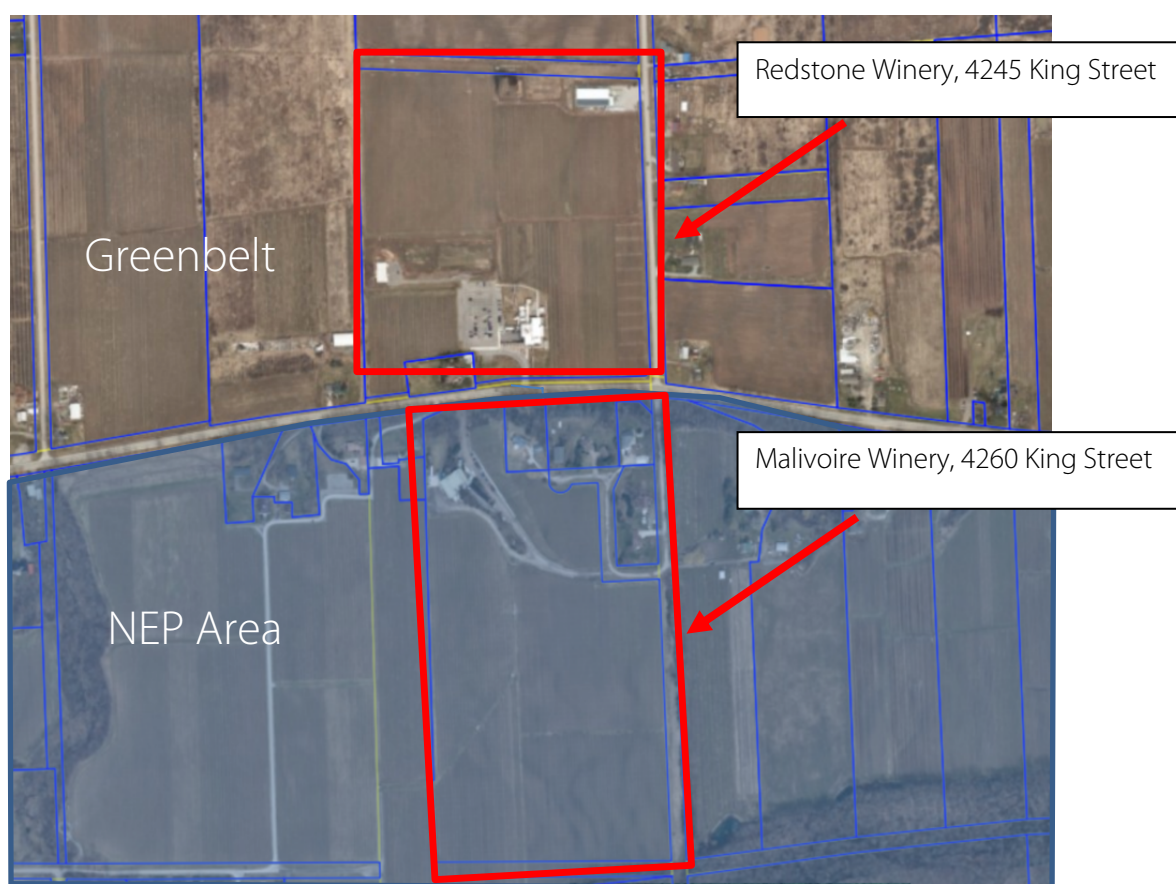 Redstone Winery, 4245 King Street
Greenbelt
Malivoire Winery, 4260 King Street
NEP Area